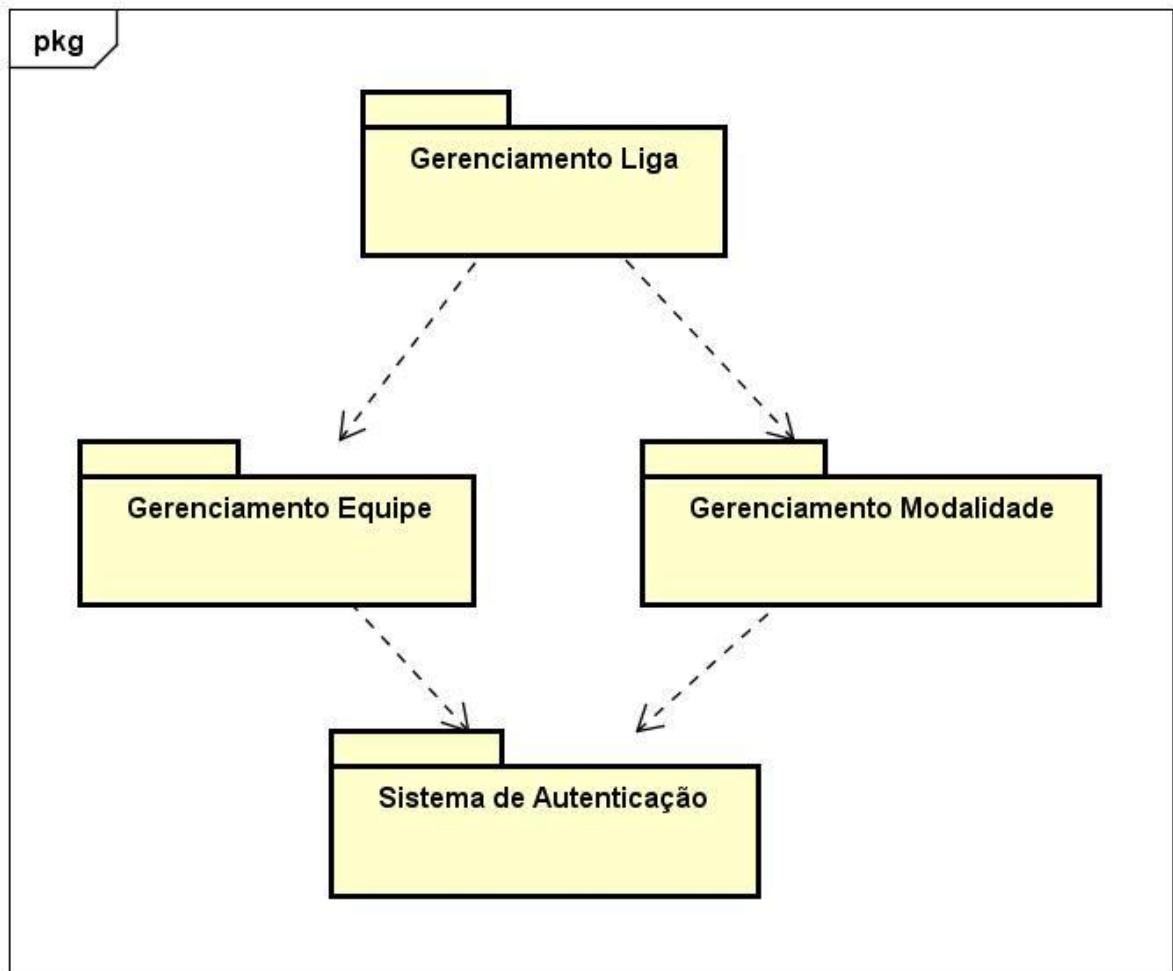 pkg
Gerenciamento Liga
Gerenciamento Equipe
Gerenciamento Modalidade
Sistema de Autenticação